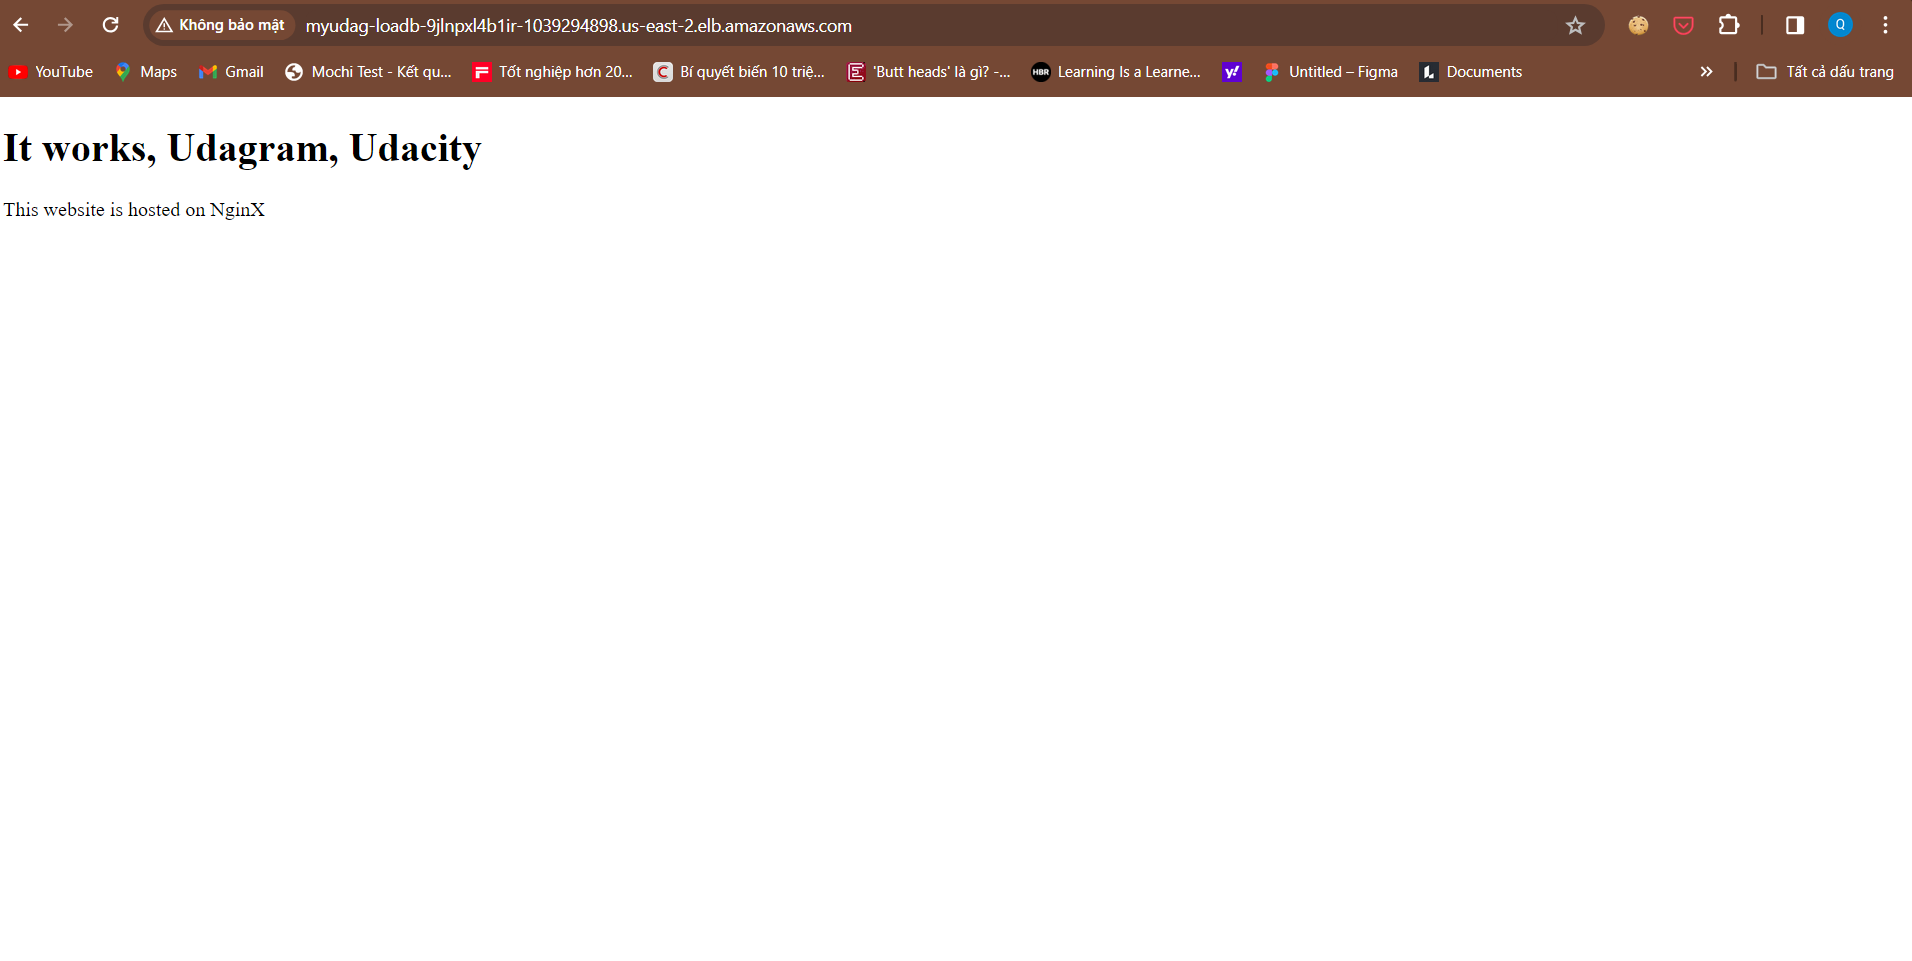 Không bảo mật myudag-loadb-9jlnpxl4b1ir-1039294898.us-east-2.elb.amazonaws.com Q
YouTube Maps Gmail Mochi Test - Kết qu... Tốt nghiệp hơn 20... Bí quyết biến 10 triệ... 'Butt heads' là gì? -... HBR Learning Is a Learne... y! Untitled – Figma Documents » Tất cả dấu trang
It works, Udagram, Udacity
This website is hosted on NginX